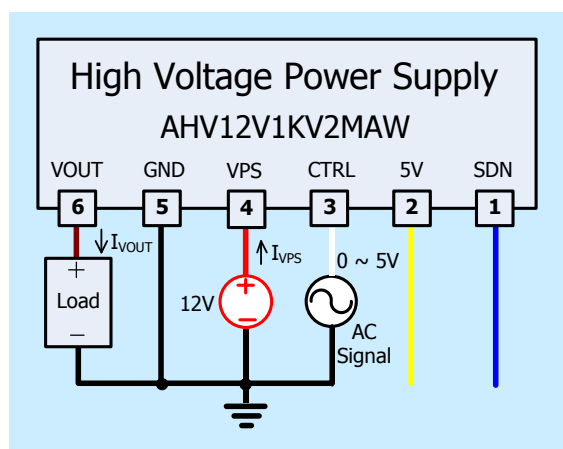 High Voltage Power Supply
AHV12V1KV2MAW
VOUT GND VPS CTRL 5V SDN
6 5 4 3 2 1
IVOUT IVPS 0 ~ 5V
+ +
Load 12V
− −
AC
Signal